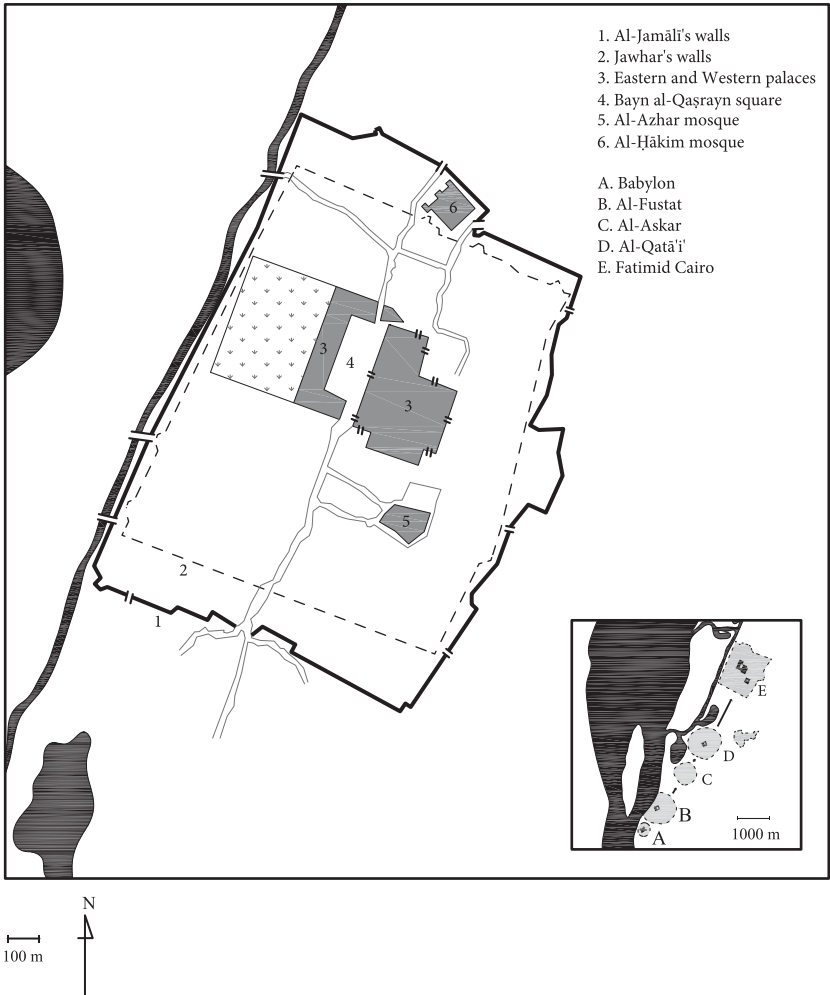 1. Al-Jamālī's walls
2. Jawhar's walls
3. Eastern and Western palaces
4. Bayn al-Qaṣrayn square
5. Al-Azhar mosque
6. Al-Ḥākim mosque
A. Babylon
B. Al-Fustat
C. Al-Askar
D. Al-Qatā'i'
E. Fatimid Cairo
6
3
4
3
5
2
1
E
D
C
B
A
1000 m
N
100 m